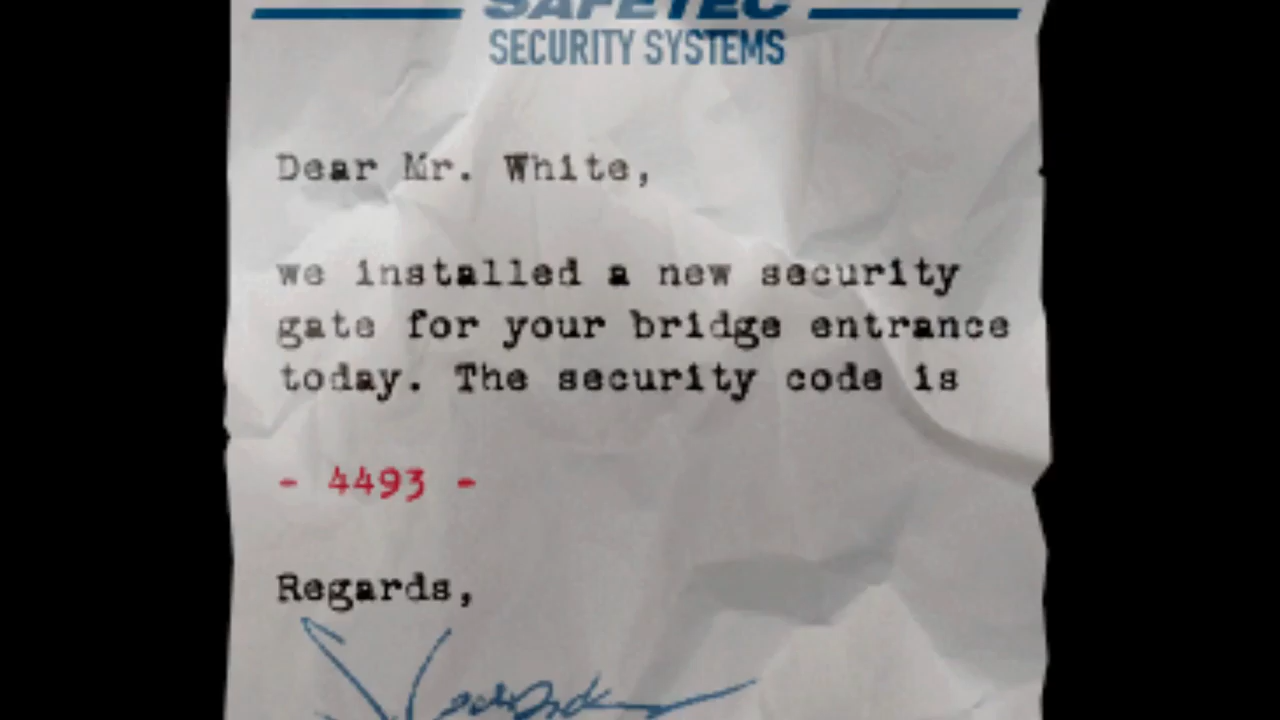 SAFETEC
SECURITY SYSTEMS
Dear Mr. White,
we installed a new security
gate for your bridge entrance
today. The security code is
- 4493 -
Regards,